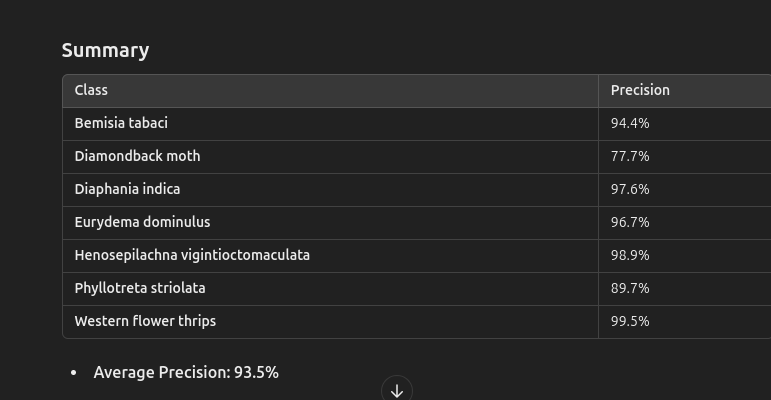 Summary
Class Precision
Bemisia tabaci 94.4%
Diamondback moth 77.7%
Diaphania indica 97.6%
Eurydema dominulus 96.7%
Henosepilachna vigintioctomaculata 98.9%
Phyllotreta striolata 89.7%
Western flower thrips 99.5%
• Average Precision: 93.5%